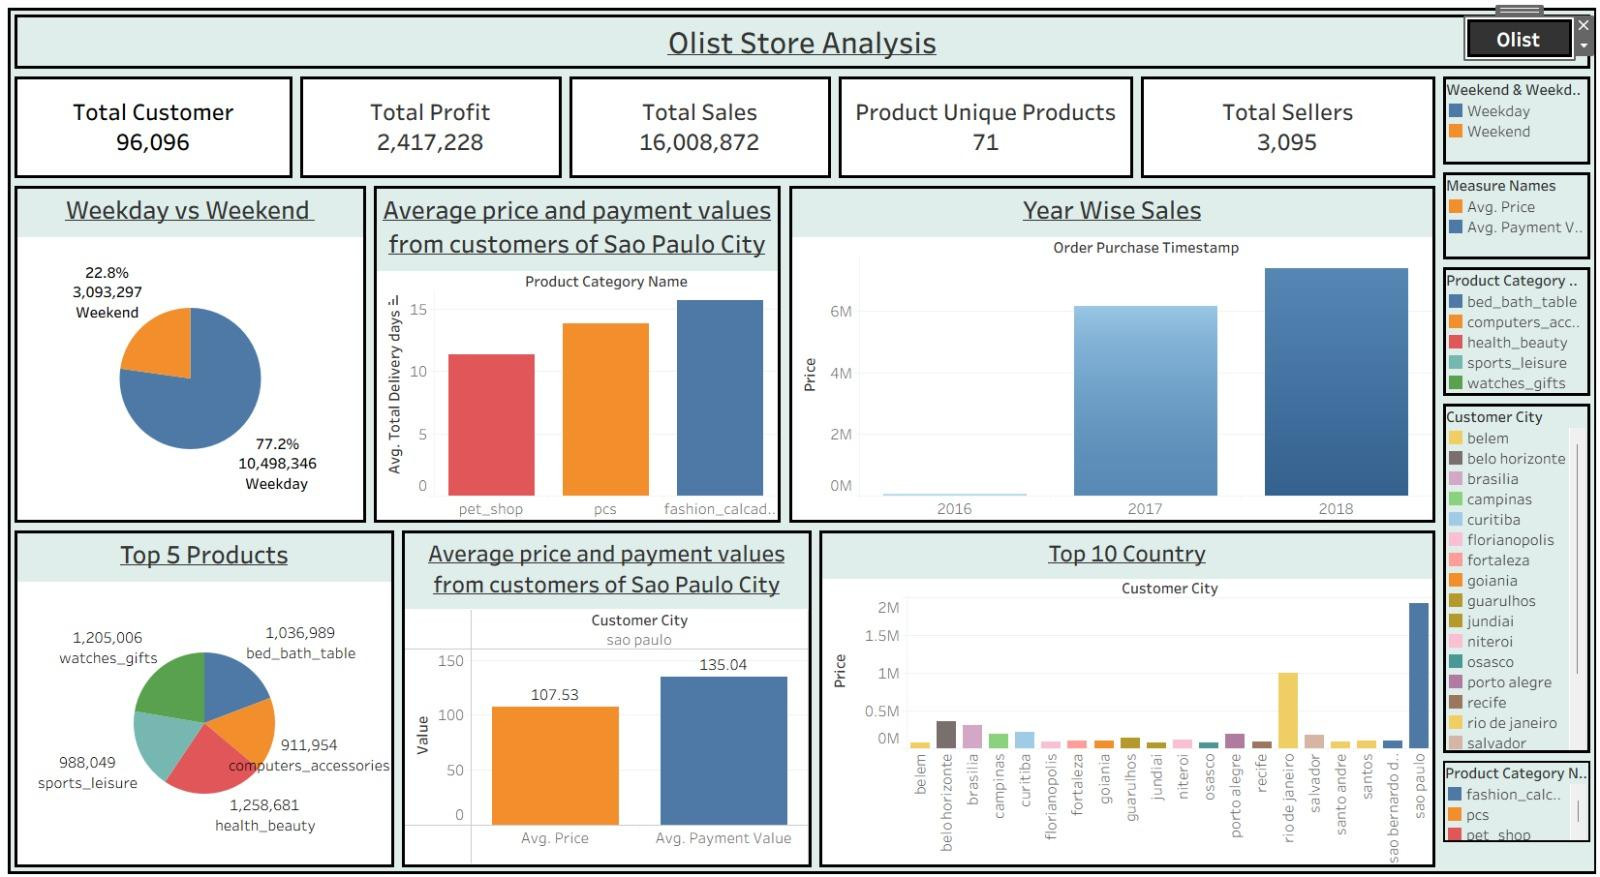 Olist Store Analysis
Olist
Total Customer
96,096
Total Profit
2,417,228
Total Sales
16,008,872
Product Unique Products
71
Total Sellers
3,095
Weekend & Weekd..
Weekday
Weekend
Measure Names
Avg. Price
Avg. Payment V..
Product Category ..
bed_bath_table
computers_acc..
health_beauty
sports_leisure
watches_gifts
Customer City
belem
belo horizonte
brasilia
campinas
curitiba
florianopolis
fortaleza
goiania
guarulhos
jundiai
niteroi
osasco
porto alegre
recife
rio de janeiro
salvador
Product Category N..
fashion_calc..
pcs
pet_shop
Weekday vs Weekend
22.8%
3,093,297
Weekend
77.2%
10,498,346
Weekday
Average price and payment values
from customers of Sao Paulo City
Product Category Name
Avg. Total Delivery days
15
10
5
0
pet_shop
pcs
fashion_calcad..
Year Wise Sales
Order Purchase Timestamp
Price
6M
4M
2M
0M
2016
2017
2018
Top 5 Products
1,205,006
watches_gifts
1,036,989
bed_bath_table
988,049
sports_leisure
911,954
computers_accessories
1,258,681
health_beauty
Average price and payment values
from customers of Sao Paulo City
Customer City
sao paulo
Value
150
100
50
0
107.53
135.04
Avg. Price
Avg. Payment Value
Top 10 Country
Customer City
Price
2M
1.5M
1M
0.5M
0M
belem
belo horizonte
brasilia
campinas
curitiba
florianopolis
fortaleza
goiania
guarulhos
jundiai
niteroi
osasco
porto alegre
recife
rio de janeiro
salvador
santo andre
santos
sao bernardo d..
sao paulo